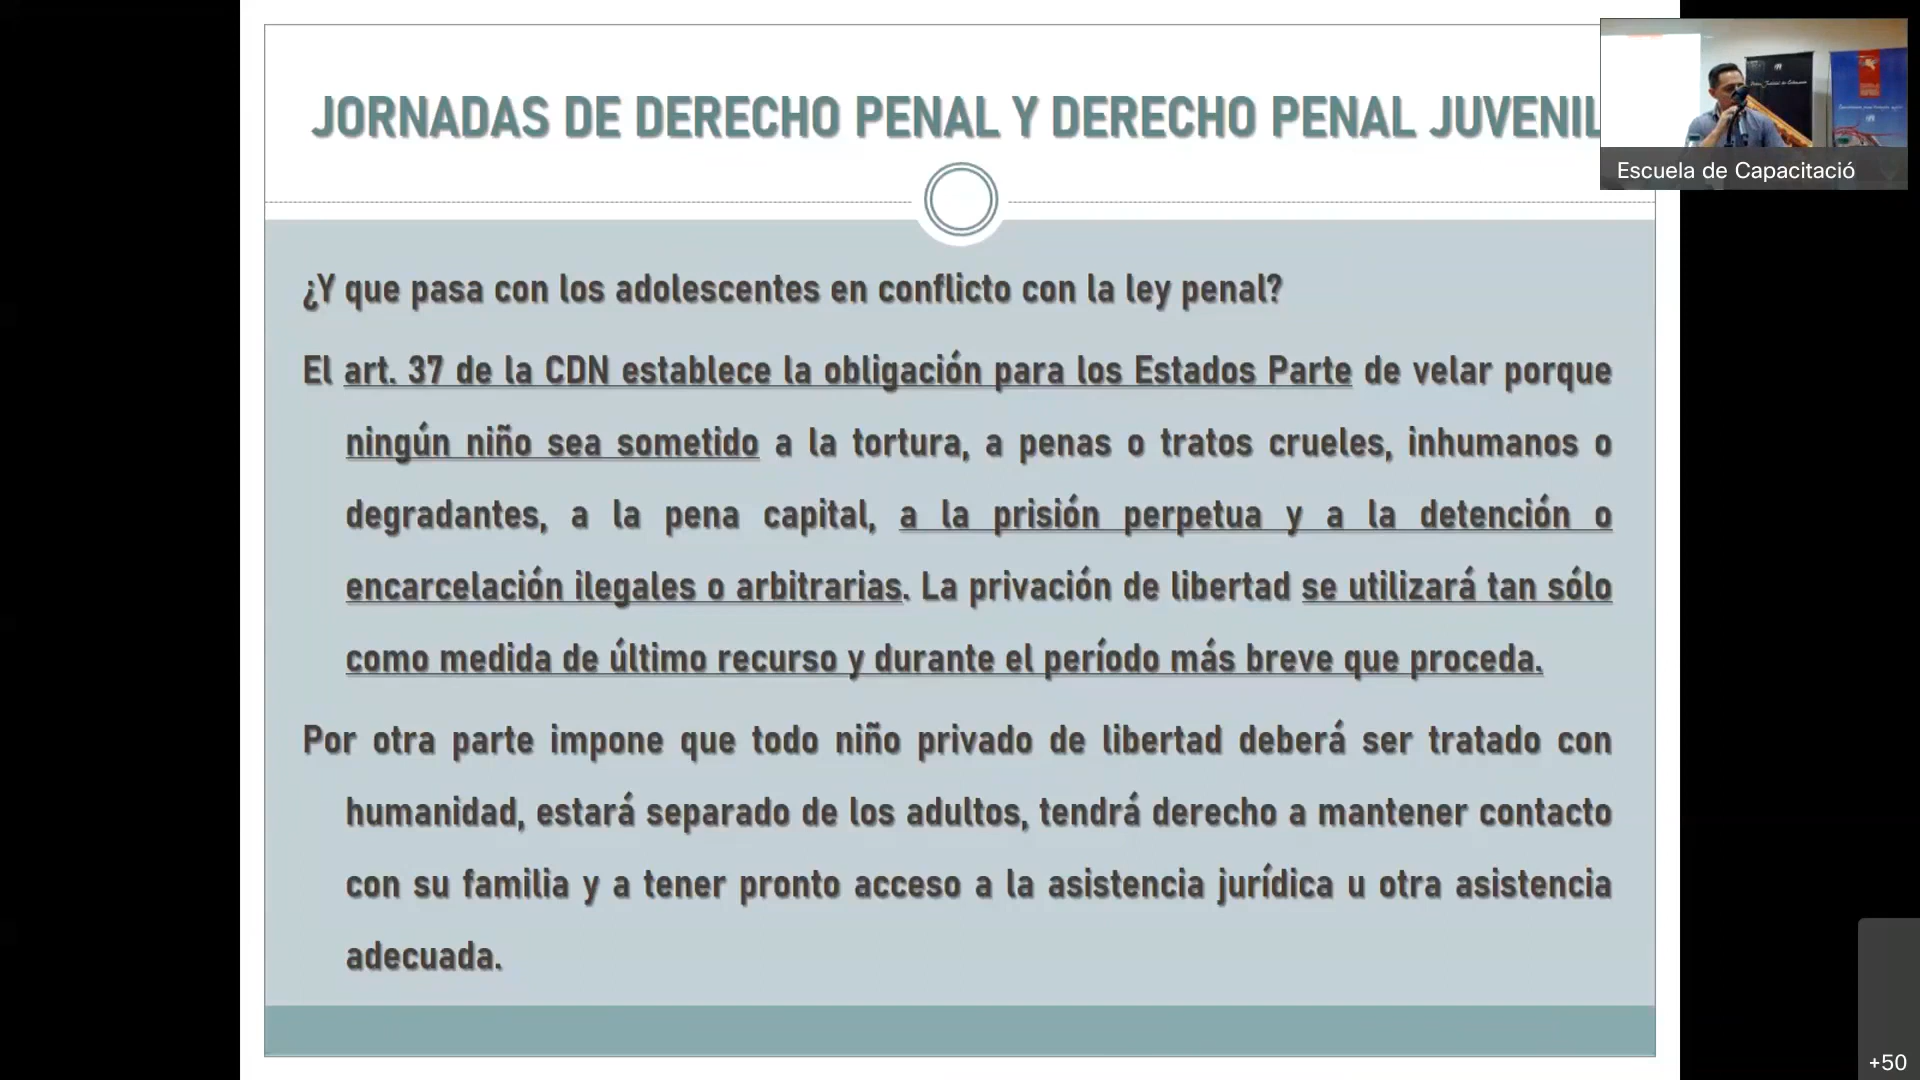 JORNADAS DE DERECHO PENAL Y DERECHO PENAL JUVENIL
Escuela de Capacitació
¿Y que pasa con los adolescentes en conflicto con la ley penal?
El art. 37 de la CDN establece la obligación para los Estados Parte de velar porque
ningún niño sea sometido a la tortura, a penas o tratos crueles, inhumanos o
degradantes, a la pena capital, a la prisión perpetua y a la detención o
encarcelación ilegales o arbitrarias. La privación de libertad se utilizará tan sólo
como medida de último recurso y durante el período más breve que proceda.
Por otra parte impone que todo niño privado de libertad deberá ser tratado con
humanidad, estará separado de los adultos, tendrá derecho a mantener contacto
con su familia y a tener pronto acceso a la asistencia jurídica u otra asistencia
adecuada.
+50